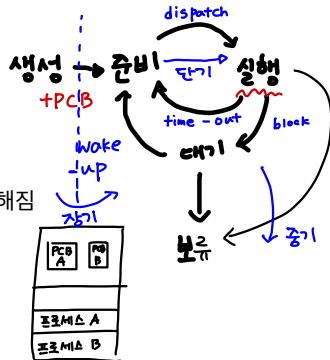 dispatch
생성 준비 단기 실행
+PCB
time-out block
wake
-up
대기
해짐
장기
보류 중기
PCB
A
PCB
B
프로세스 A
프로세스 B